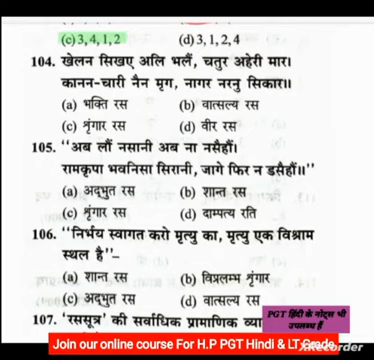 (c) 3, 4, 1, 2 (d) 3, 1, 2, 4
104. खेलन सिखए अलि भलैं, चतुर अहेरी मार।
कानन-चारी नैन मृग, नागर नरनु सिकार॥
(a) भक्ति रस (b) वात्सल्य रस
(c) शृंगार रस (d) वीर रस
105. "अब लौं नसानी अब ना नसैहौं।
रामकृपा भवनिसा सिरानी, जागे फिर न डसैहौं॥"
(a) अद्भुत रस (b) शान्त रस
(c) शृंगार रस (d) दाम्पत्य रति
106. "निर्भय स्वागत करो मृत्यु का, मृत्यु एक विश्राम
स्थल है"–
(a) शान्त रस (b) विप्रलम्भ शृंगार
(c) अद्भुत रस (d) वात्सल्य रस
107. 'रससूत्र' की सर्वाधिक प्रामाणिक
PGT हिंदी के नोट्स भी
उपलब्ध हैं
Join our online course For H.P PGT Hindi & LT Grade.
XRecorder